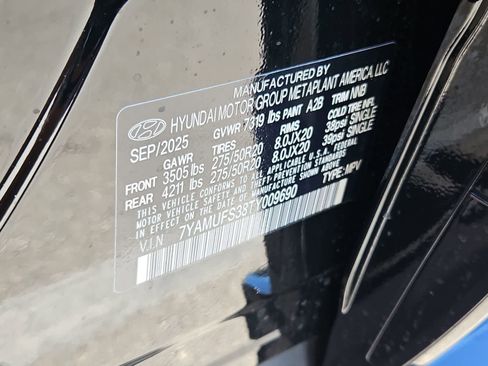 MANUFACTURED BY
HYUNDAI MOTOR GROUP METAPLANT AMERICA, LLC
SEP/2025 GVWR 7319 lbs PAINT A2B TRIM NNB
GAWR TIRES RIMS COLD TIRE INFL.
FRONT 3505 lbs 275/50R20 8.0JX20 38psi SINGLE
REAR 4211 lbs 275/50R20 8.0JX20 39psi SINGLE
THIS VEHICLE CONFORMS TO ALL APPLICABLE U.S.A. FEDERAL
MOTOR VEHICLE SAFETY, BUMPER, AND THEFT PREVENTION STANDARDS
IN EFFECT ON THE DATE OF MANUFACTURE SHOWN ABOVE.
V.I.N 7YAMUFS38TY009690 TYPE: MPV